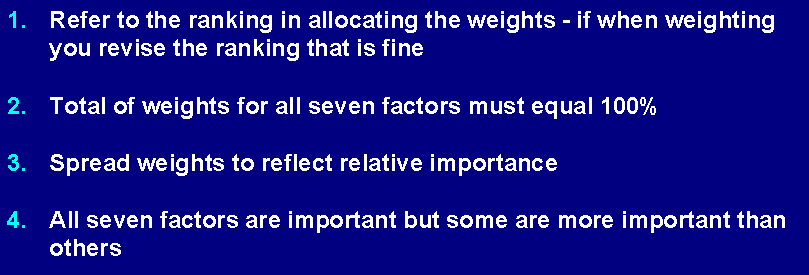 1. Refer to the ranking in allocating the weights - if when weighting
you revise the ranking that is fine
2. Total of weights for all seven factors must equal 100%
3. Spread weights to reflect relative importance
4. All seven factors are important but some are more important than
others